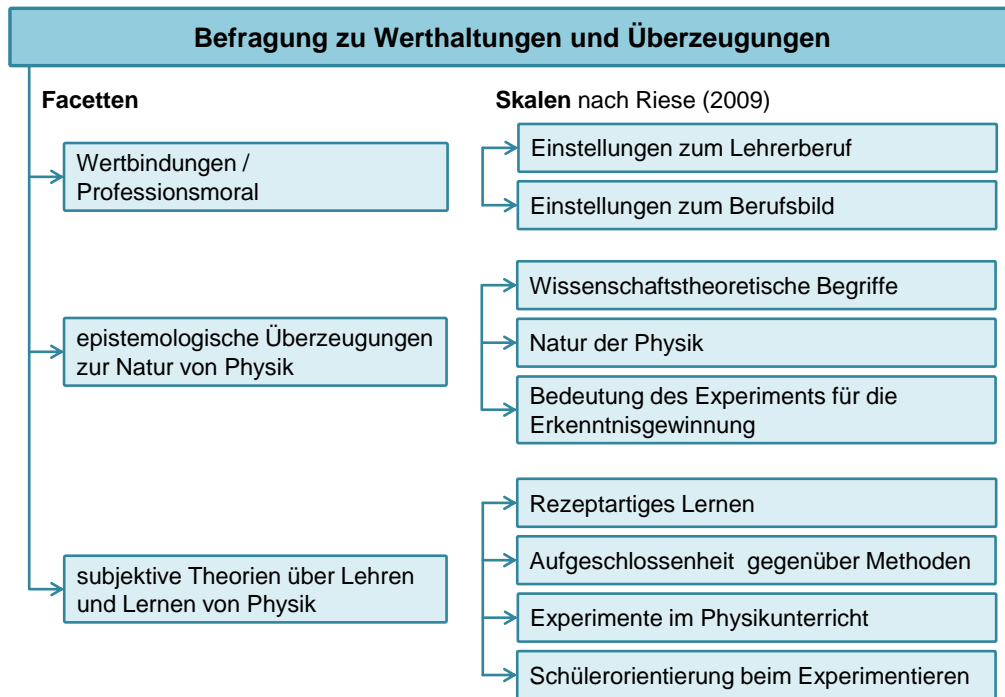 Befragung zu Werthaltungen und Überzeugungen
Facetten
Skalen nach Riese (2009)
Wertbindungen /
Professionsmoral
Einstellungen zum Lehrerberuf
Einstellungen zum Berufsbild
epistemologische Überzeugungen
zur Natur von Physik
Wissenschaftstheoretische Begriffe
Natur der Physik
Bedeutung des Experiments für die
Erkenntnisgewinnung
subjektive Theorien über Lehren
und Lernen von Physik
Rezeptartiges Lernen
Aufgeschlossenheit gegenüber Methoden
Experimente im Physikunterricht
Schülerorientierung beim Experimentieren